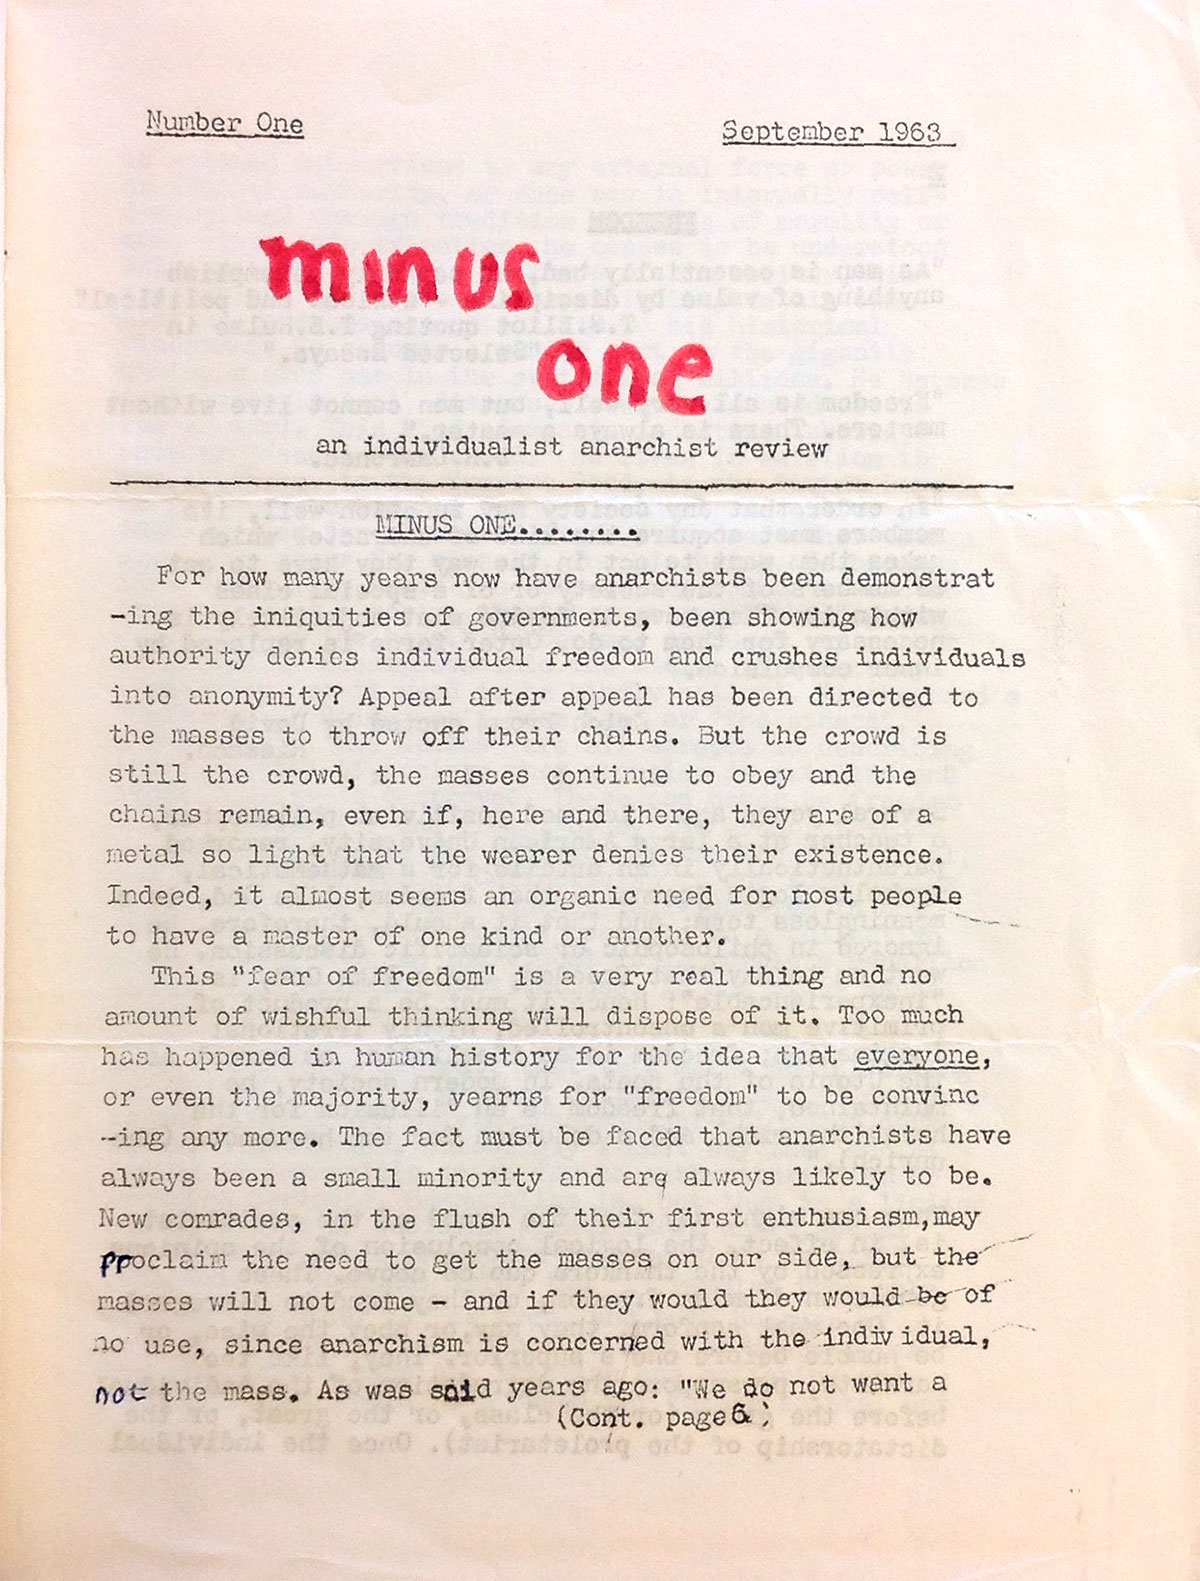 Number One
September 1963
minus
one
an individualist anarchist review
MINUS ONE........
For how many years now have anarchists been demonstrat
-ing the iniquities of governments, been showing how
authority denies individual freedom and crushes individuals
into anonymity? Appeal after appeal has been directed to
the masses to throw off their chains. But the crowd is
still the crowd, the masses continue to obey and the
chains remain, even if, here and there, they are of a
metal so light that the wearer denies their existence.
Indeed, it almost seems an organic need for most people
to have a master of one kind or another.
This "fear of freedom" is a very real thing and no
amount of wishful thinking will dispose of it. Too much
has happened in human history for the idea that everyone,
or even the majority, yearns for "freedom" to be convinc
--ing any more. The fact must be faced that anarchists have
always been a small minority and are always likely to be.
New comrades, in the flush of their first enthusiasm,may
proclaim the need to get the masses on our side, but the
masses will not come - and if they would they would be of
no use, since anarchism is concerned with the individual,
not the mass. As was said years ago: "We do not want a
(Cont. page 6)